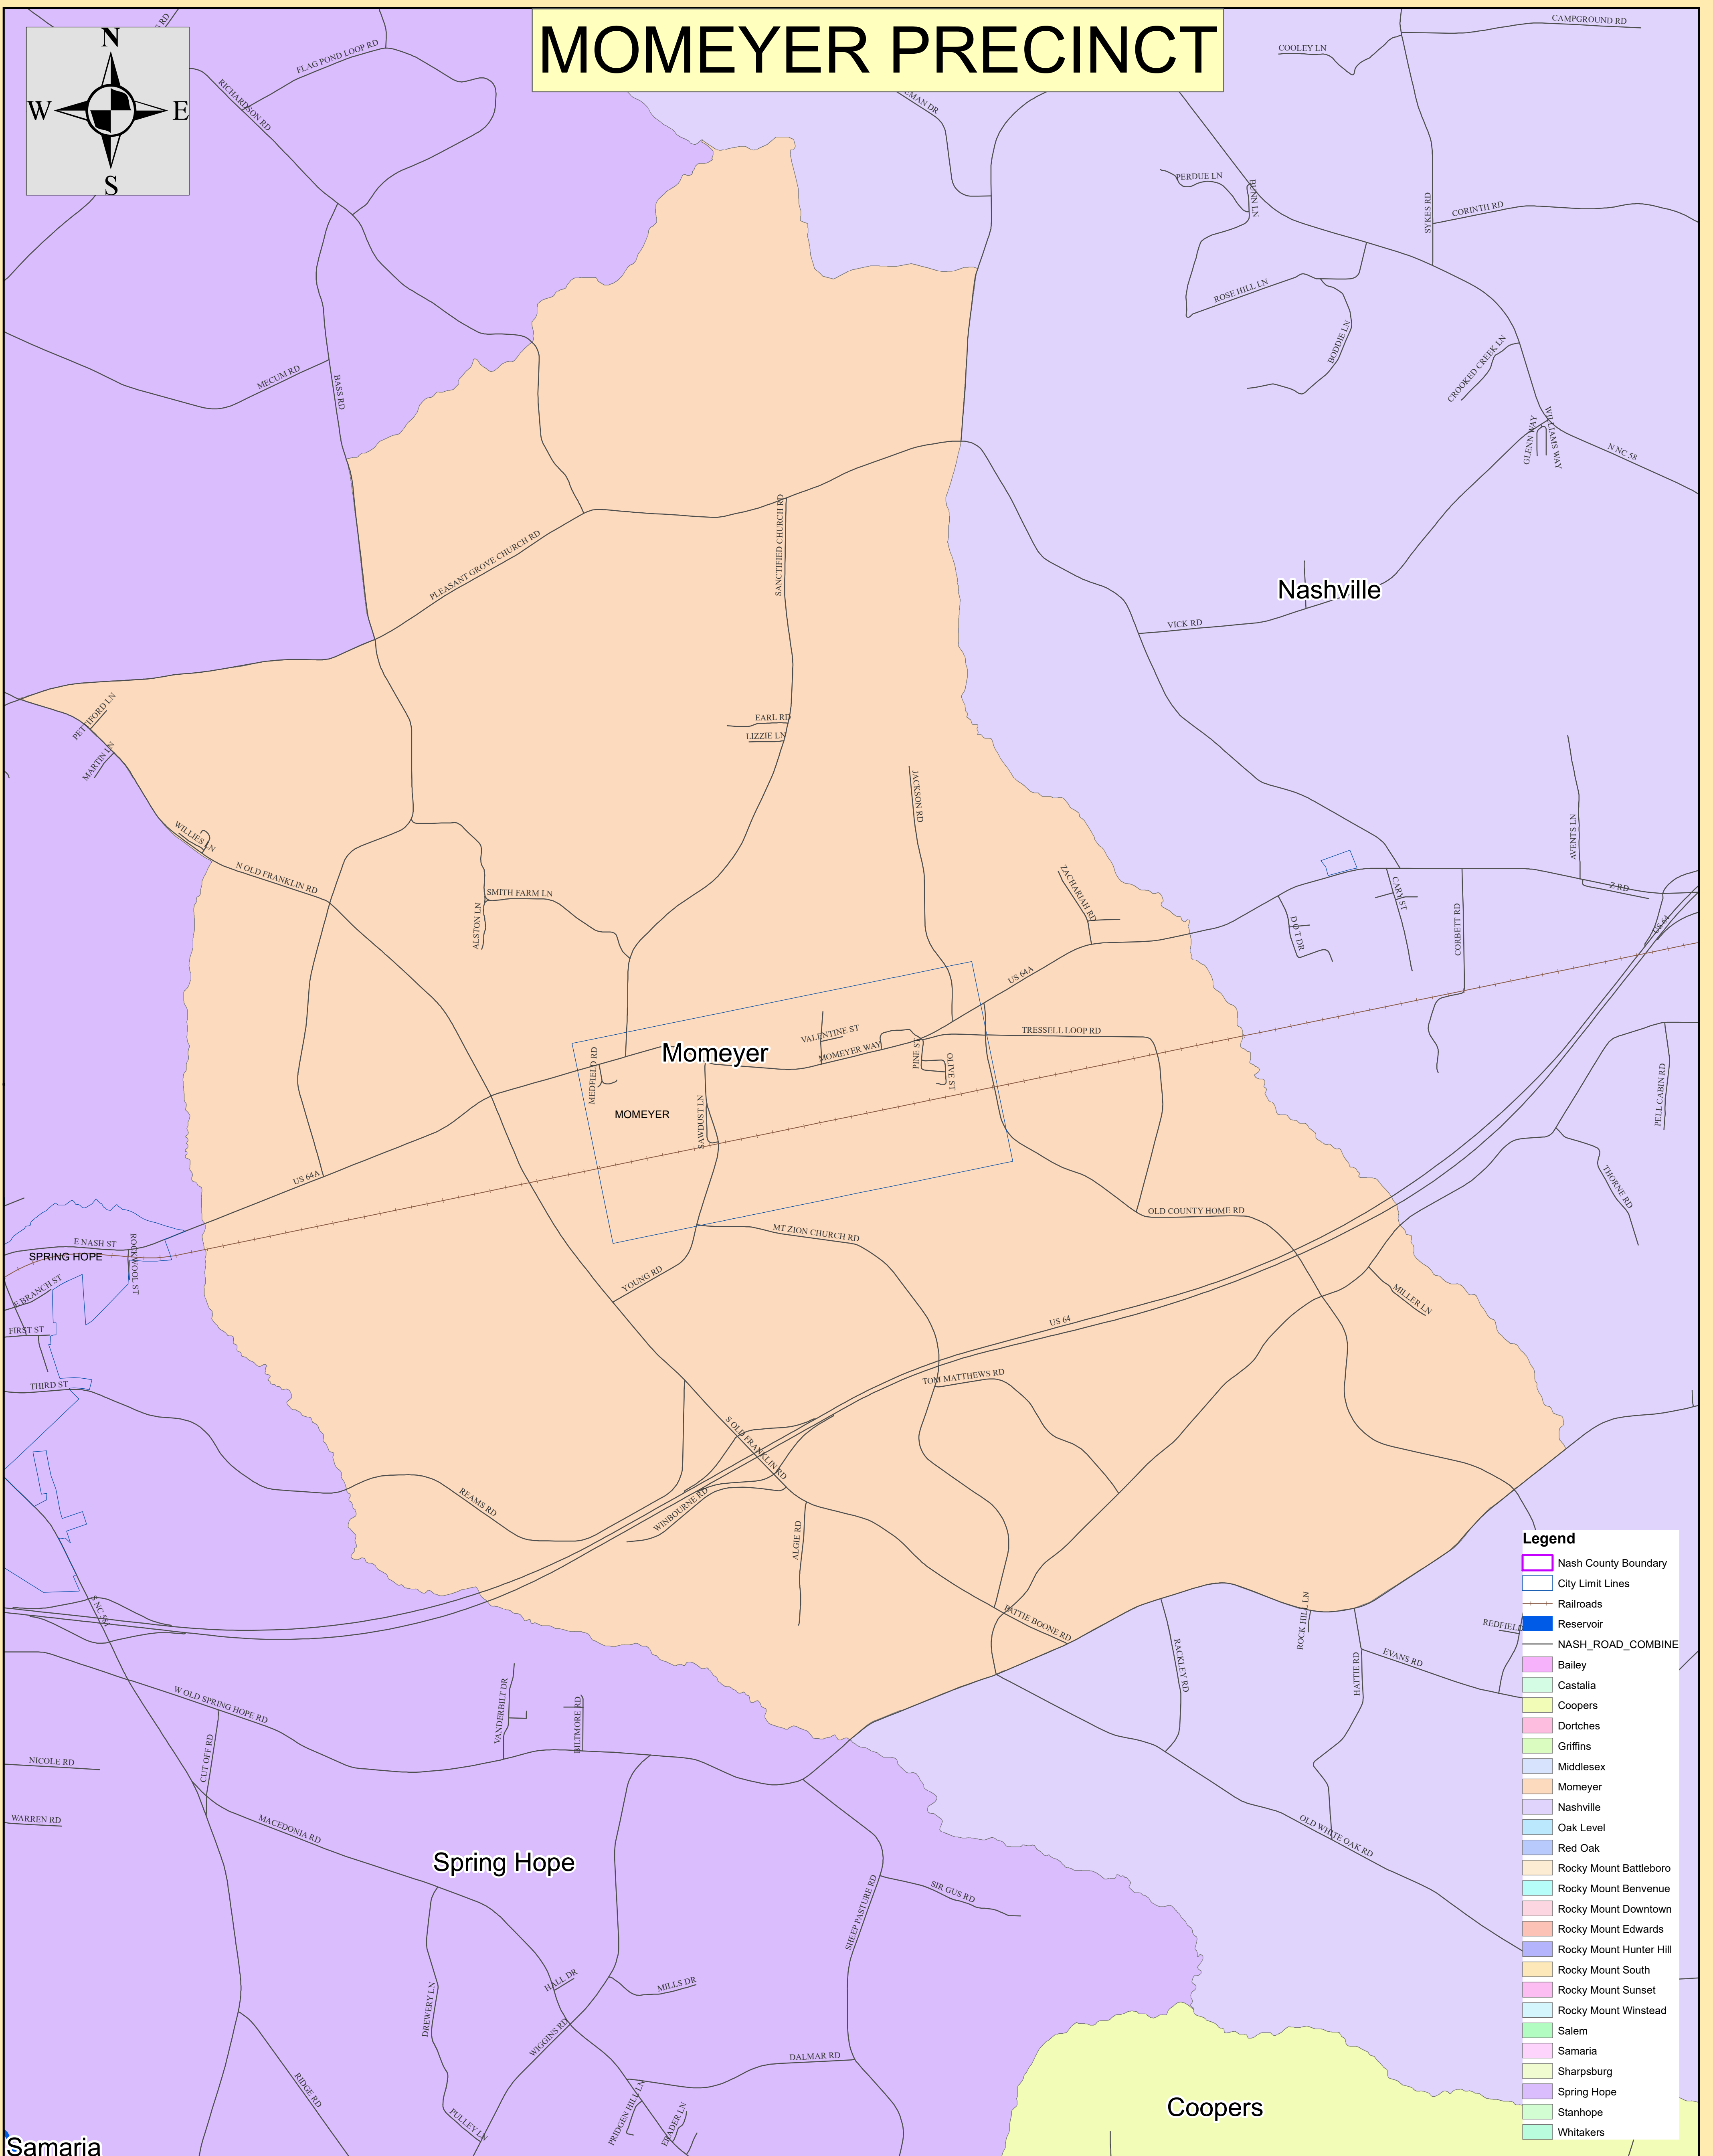 MOMEYER PRECINCT
N
W
E
S
RD
FLAG POND LOOP RD
RICHARDSON RD
CAMPGROUND RD
COOLEY LN
MAN DR
PERDUE LN
BUNN LN
SYKES RD
CORINTH RD
ROSE HILL LN
BODDIE LN
CROOKED CREEK LN
GLENN WAY
WILLIAMS WAY
N NC 58
MECUM RD
BASS RD
PLEASANT GROVE CHURCH RD
SANCTIFIED CHURCH RD
Nashville
VICK RD
PETTIFORD LN
MARTIN LN
EARL RD
LIZZIE LN
JACKSON RD
WILLIES LN
N OLD FRANKLIN RD
SMITH FARM LN
ALSTON LN
ZACHARIAH RD
AVENTS LN
Z RD
CARY ST
CORBETT RD
D O T DR
US 64
US 64A
VALENTINE ST
MOMEYER WAY
TRESSELL LOOP RD
Momeyer
MEDFIELD RD
PINE ST
OLIVE ST
MOMEYER
SAWDUST LN
PELL CABIN RD
THORNE RD
US 64A
OLD COUNTY HOME RD
MT ZION CHURCH RD
E NASH ST
SPRING HOPE
ROCKWOOL ST
E BRANCH ST
FIRST ST
THIRD ST
YOUNG RD
MILLER LN
US 64
TOM MATTHEWS RD
S OLD FRANKLIN RD
REAMS RD
WINBOURNE RD
ALGIE RD
S NC 581
PATTIE BOONE RD
ROCK HILL LN
RACKLEY RD
HATTIE RD
EVANS RD
REDFIELD
W OLD SPRING HOPE RD
VANDERBILT DR
BILTMORE RD
CUT OFF RD
NICOLE RD
WARREN RD
MACEDONIA RD
OLD WHITE OAK RD
Spring Hope
SHEEP PASTURE RD
SIR GUS RD
HALL DR
MILLS DR
DREWERY LN
WIGGINS RD
DALMAR RD
RIDGE RD
PULLEY LN
PRIDGEN HILL LN
Coopers
Samaria
Legend
Nash County Boundary
City Limit Lines
Railroads
Reservoir
NASH_ROAD_COMBINE
Bailey
Castalia
Coopers
Dortches
Griffins
Middlesex
Momeyer
Nashville
Oak Level
Red Oak
Rocky Mount Battleboro
Rocky Mount Benvenue
Rocky Mount Downtown
Rocky Mount Edwards
Rocky Mount Hunter Hill
Rocky Mount South
Rocky Mount Sunset
Rocky Mount Winstead
Salem
Samaria
Sharpsburg
Spring Hope
Stanhope
Whitakers